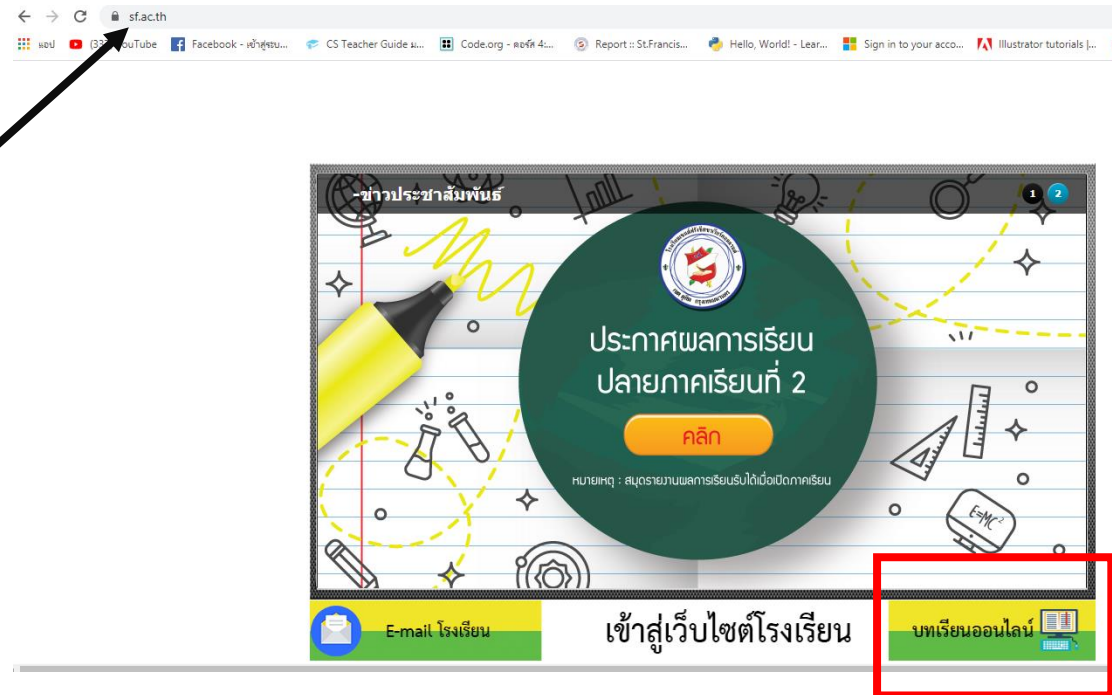 sf.ac.th
แอป
YouTube
Facebook - เข้าสู่ระบ...
CS Teacher Guide ม...
Code.org - คอร์ส 4:...
Report :: St.Francis...
Hello, World! - Lear...
Sign in to your acco...
Illustrator tutorials |...
-ข่าวประชาสัมพันธ์
1 2
ประกาศผลการเรียน
ปลายภาคเรียนที่ 2
คลิก
หมายเหตุ : สมุดรายงานผลการเรียนรับได้เมื่อเปิดภาคเรียน
E=MC²
E-mail โรงเรียน
เข้าสู่เว็บไซต์โรงเรียน
บทเรียนออนไลน์